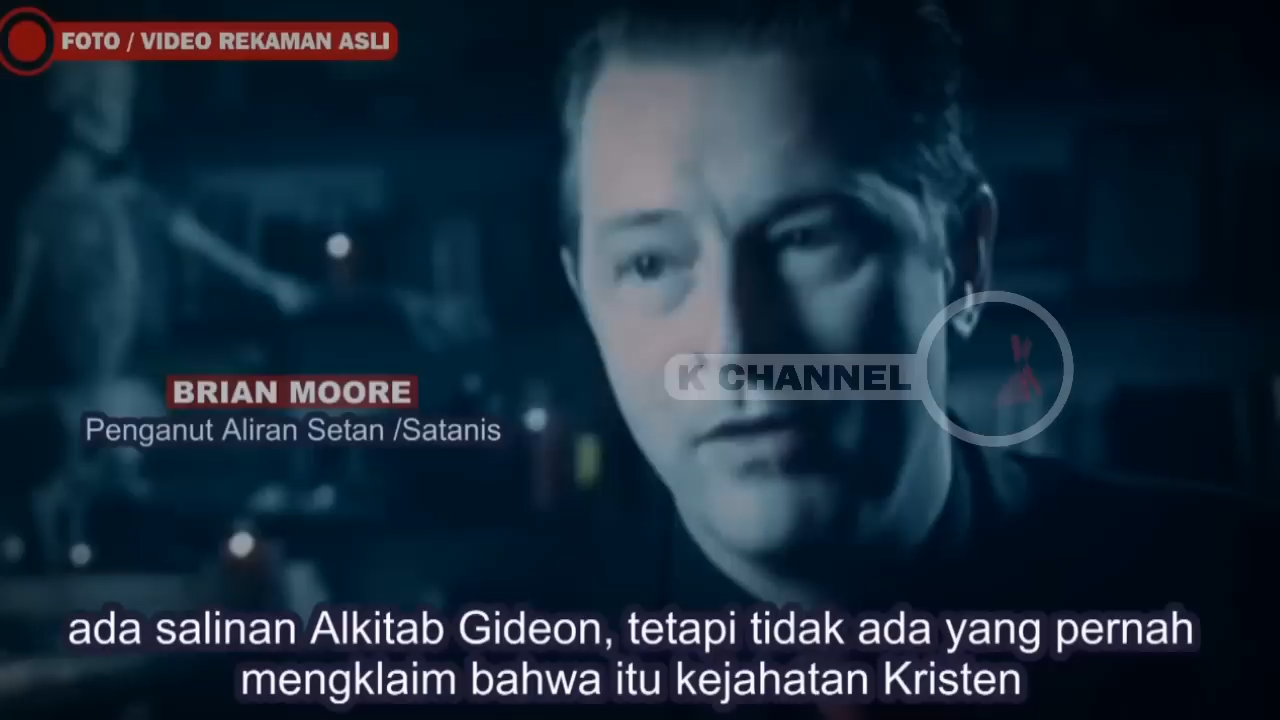 FOTO / VIDEO REKAMAN ASLI
K CHANNEL
BRIAN MOORE
Penganut Aliran Setan /Satanis
ada salinan Alkitab Gideon, tetapi tidak ada yang pernah
mengklaim bahwa itu kejahatan Kristen